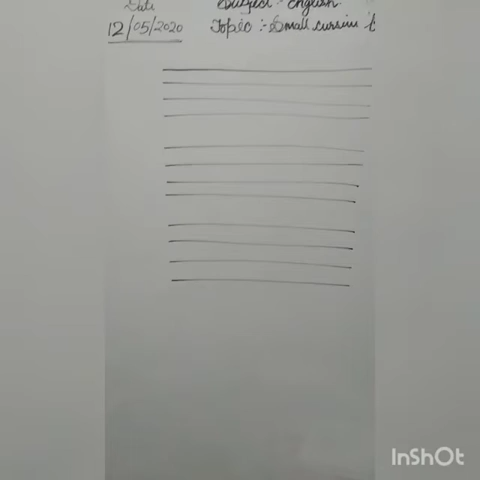 Date
Subject :- English.
12/05/2020
Topic :- Small cursive t
InShOt